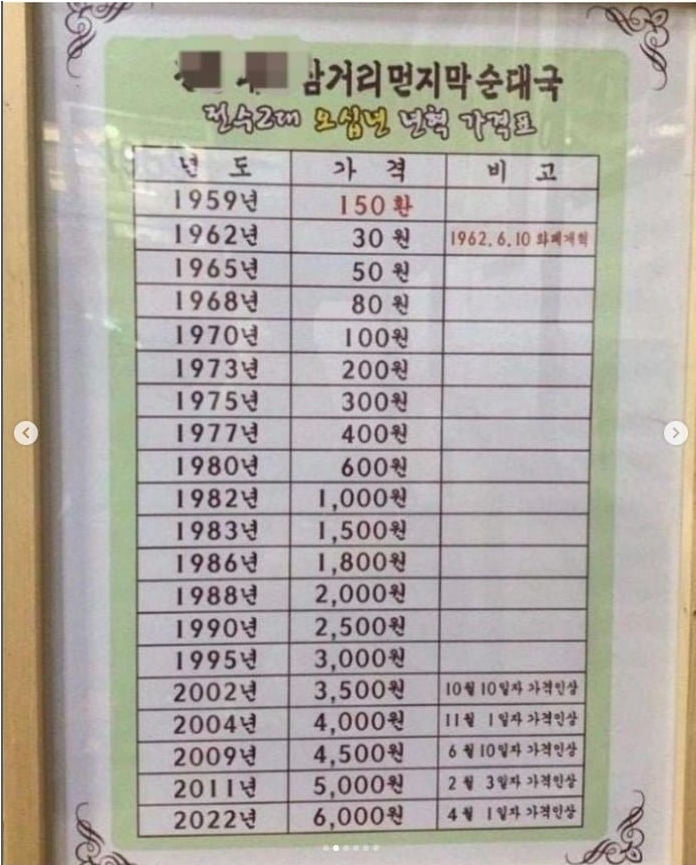 삼거리먼지막순대국
전수2대 오십년 년혁 가격표
년 도 가 격 비 고
1959년 150환
1962년 30원 1962.6.10 화폐개혁
1965년 50원
1968년 80원
1970년 100원
1973년 200원
1975년 300원
1977년 400원
1980년 600원
1982년 1,000원
1983년 1,500원
1986년 1,800원
1988년 2,000원
1990년 2,500원
1995년 3,000원
2002년 3,500원 10월 10일자 가격인상
2004년 4,000원 11월 1일자 가격인상
2009년 4,500원 6월 10일자 가격인상
2011년 5,000원 2월 3일자 가격인상
2022년 6,000원 4월 1일자 가격인상